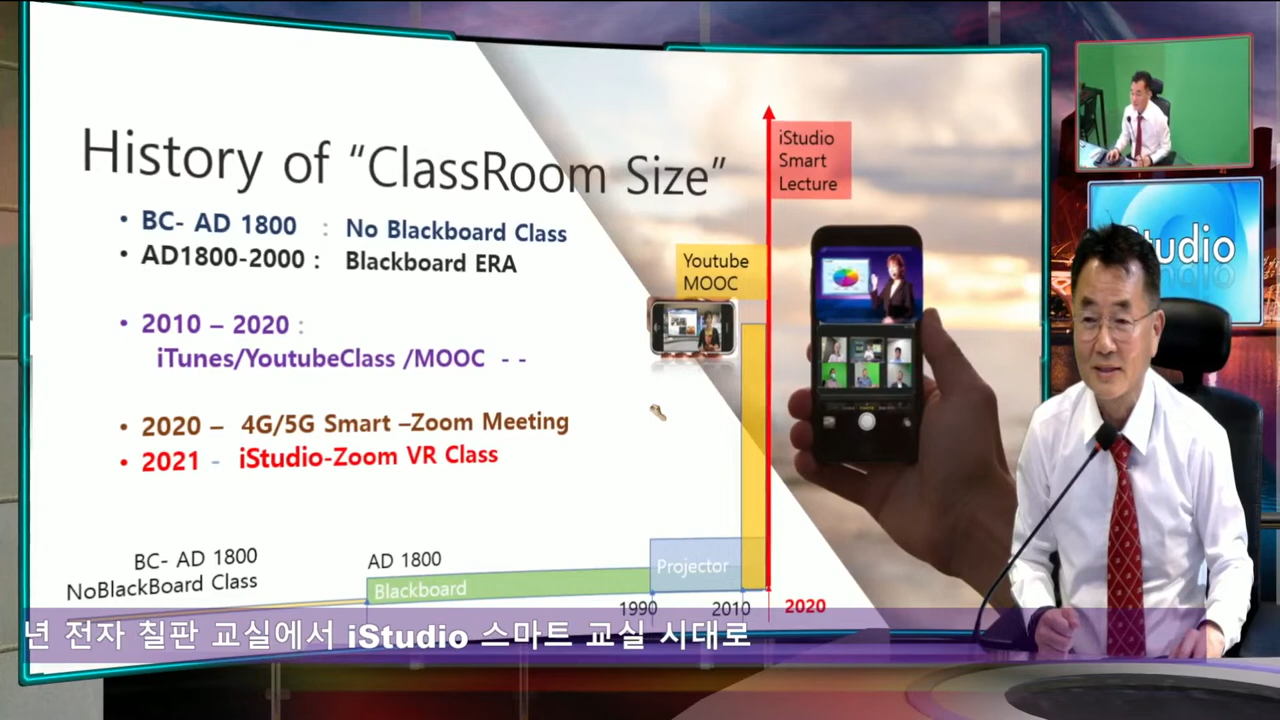 History of “ClassRoom Size”
• BC- AD 1800 : No Blackboard Class
• AD1800-2000 : Blackboard ERA
• 2010 – 2020 :
iTunes/YoutubeClass /MOOC - -
• 2020 – 4G/5G Smart –Zoom Meeting
• 2021 - iStudio-Zoom VR Class
iStudio
Smart
Lecture
Youtube
MOOC
BC- AD 1800
NoBlackBoard Class
AD 1800
Blackboard
Projector
1990
2010
2020
년 전자 칠판 교실에서 iStudio 스마트 교실 시대로
tudio